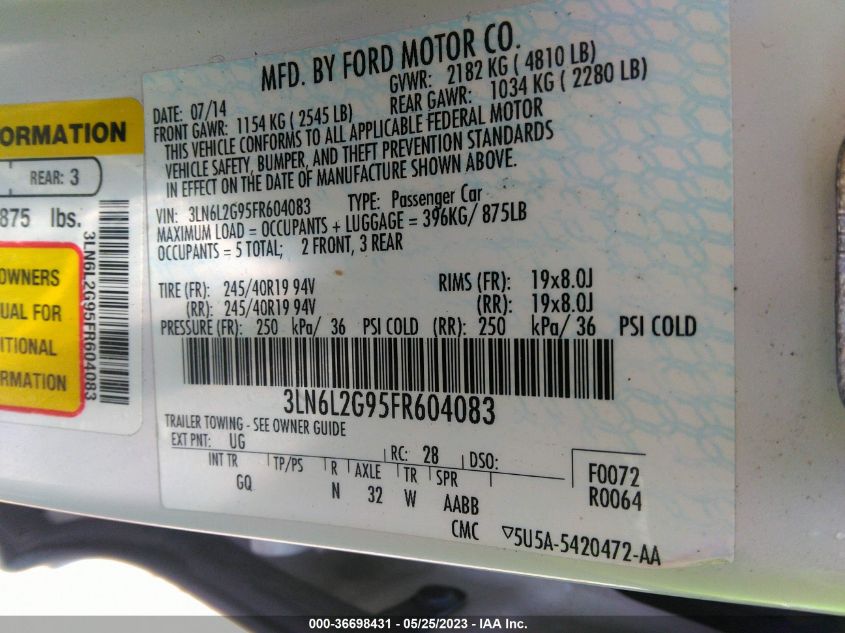 MFD. BY FORD MOTOR CO.
DATE: 07/14 GVWR: 2182 KG ( 4810 LB)
FRONT GAWR: 1154 KG ( 2545 LB) REAR GAWR: 1034 KG ( 2280 LB)
THIS VEHICLE CONFORMS TO ALL APPLICABLE FEDERAL MOTOR
VEHICLE SAFETY, BUMPER, AND THEFT PREVENTION STANDARDS
IN EFFECT ON THE DATE OF MANUFACTURE SHOWN ABOVE.
VIN: 3LN6L2G95FR604083 TYPE: Passenger Car
MAXIMUM LOAD = OCCUPANTS + LUGGAGE = 396KG/ 875LB
OCCUPANTS = 5 TOTAL; 2 FRONT, 3 REAR
TIRE (FR): 245/40R19 94V RIMS (FR): 19x8.0J
(RR): 245/40R19 94V (RR): 19x8.0J
PRESSURE (FR): 250 kPa/ 36 PSI COLD (RR): 250 kPa/ 36 PSI COLD
3LN6L2G95FR604083
TRAILER TOWING - SEE OWNER GUIDE
EXT PNT: UG RC: 28 DSO: F0072
INT TR TP/PS R AXLE TR SPR R0064
GQ N 32 W AABB
CMC ▽5U5A-5420472-AA
ORMATION
REAR: 3
875 lbs.
3LN6L2G95FR604083
OWNERS
UAL FOR
ITIONAL
ORMATION
000-36698431 - 05/25/2023 - IAA Inc.